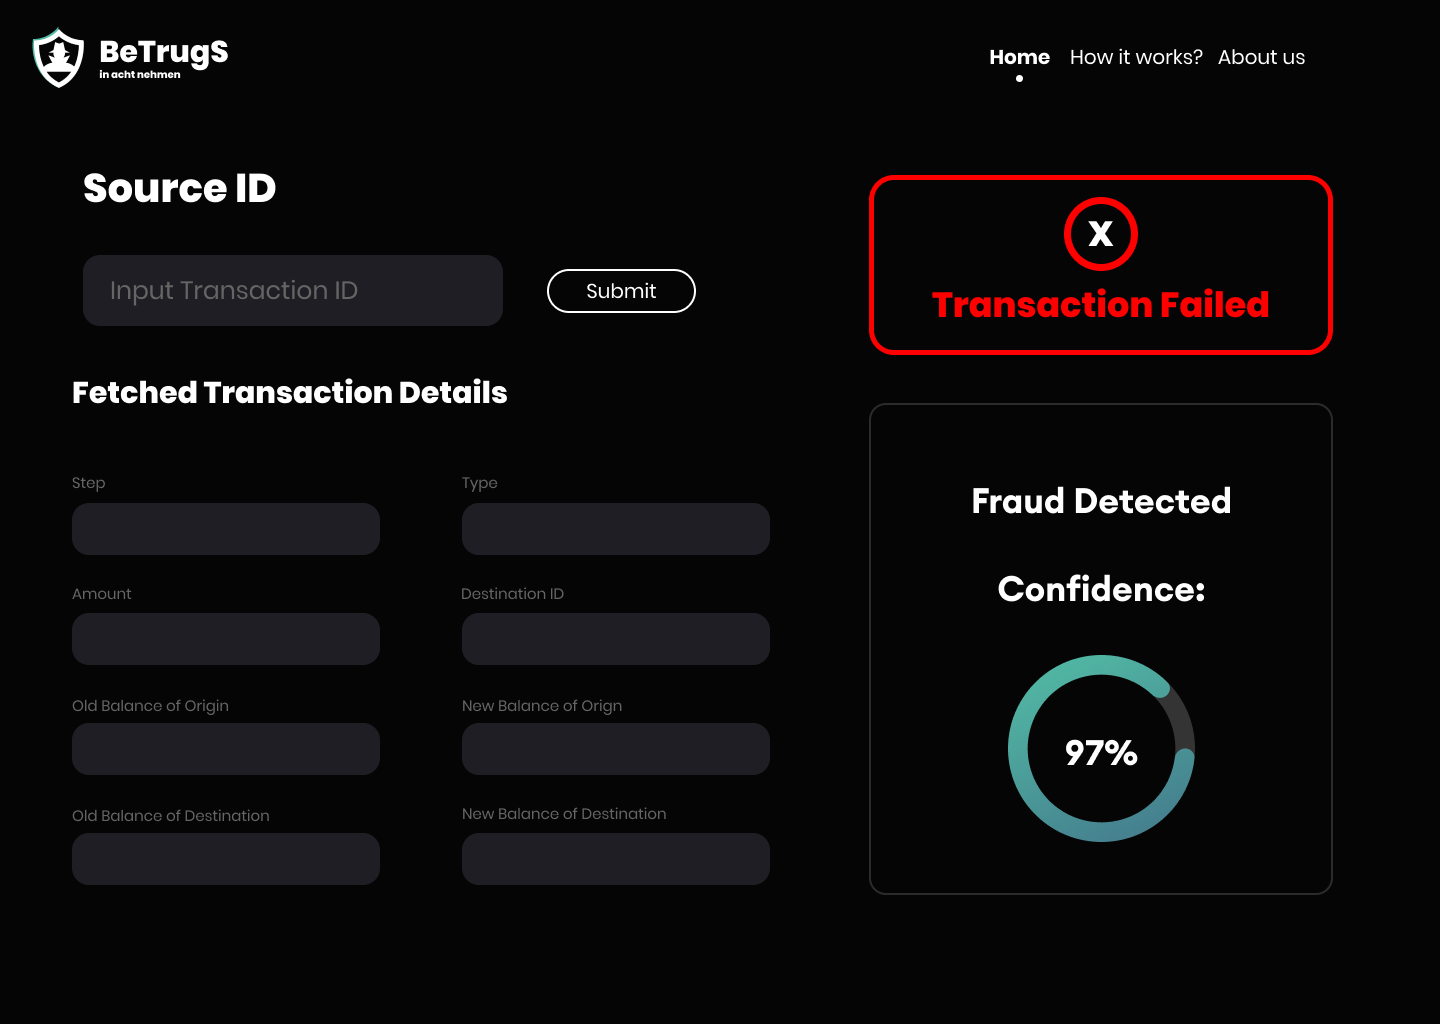 BeTrugS
in acht nehmen
Home How it works? About us
Source ID
Input Transaction ID
Submit
Fetched Transaction Details
Step
Type
Amount
Destination ID
Old Balance of Origin
New Balance of Orign
Old Balance of Destination
New Balance of Destination
X
Transaction Failed
Fraud Detected
Confidence:
97%